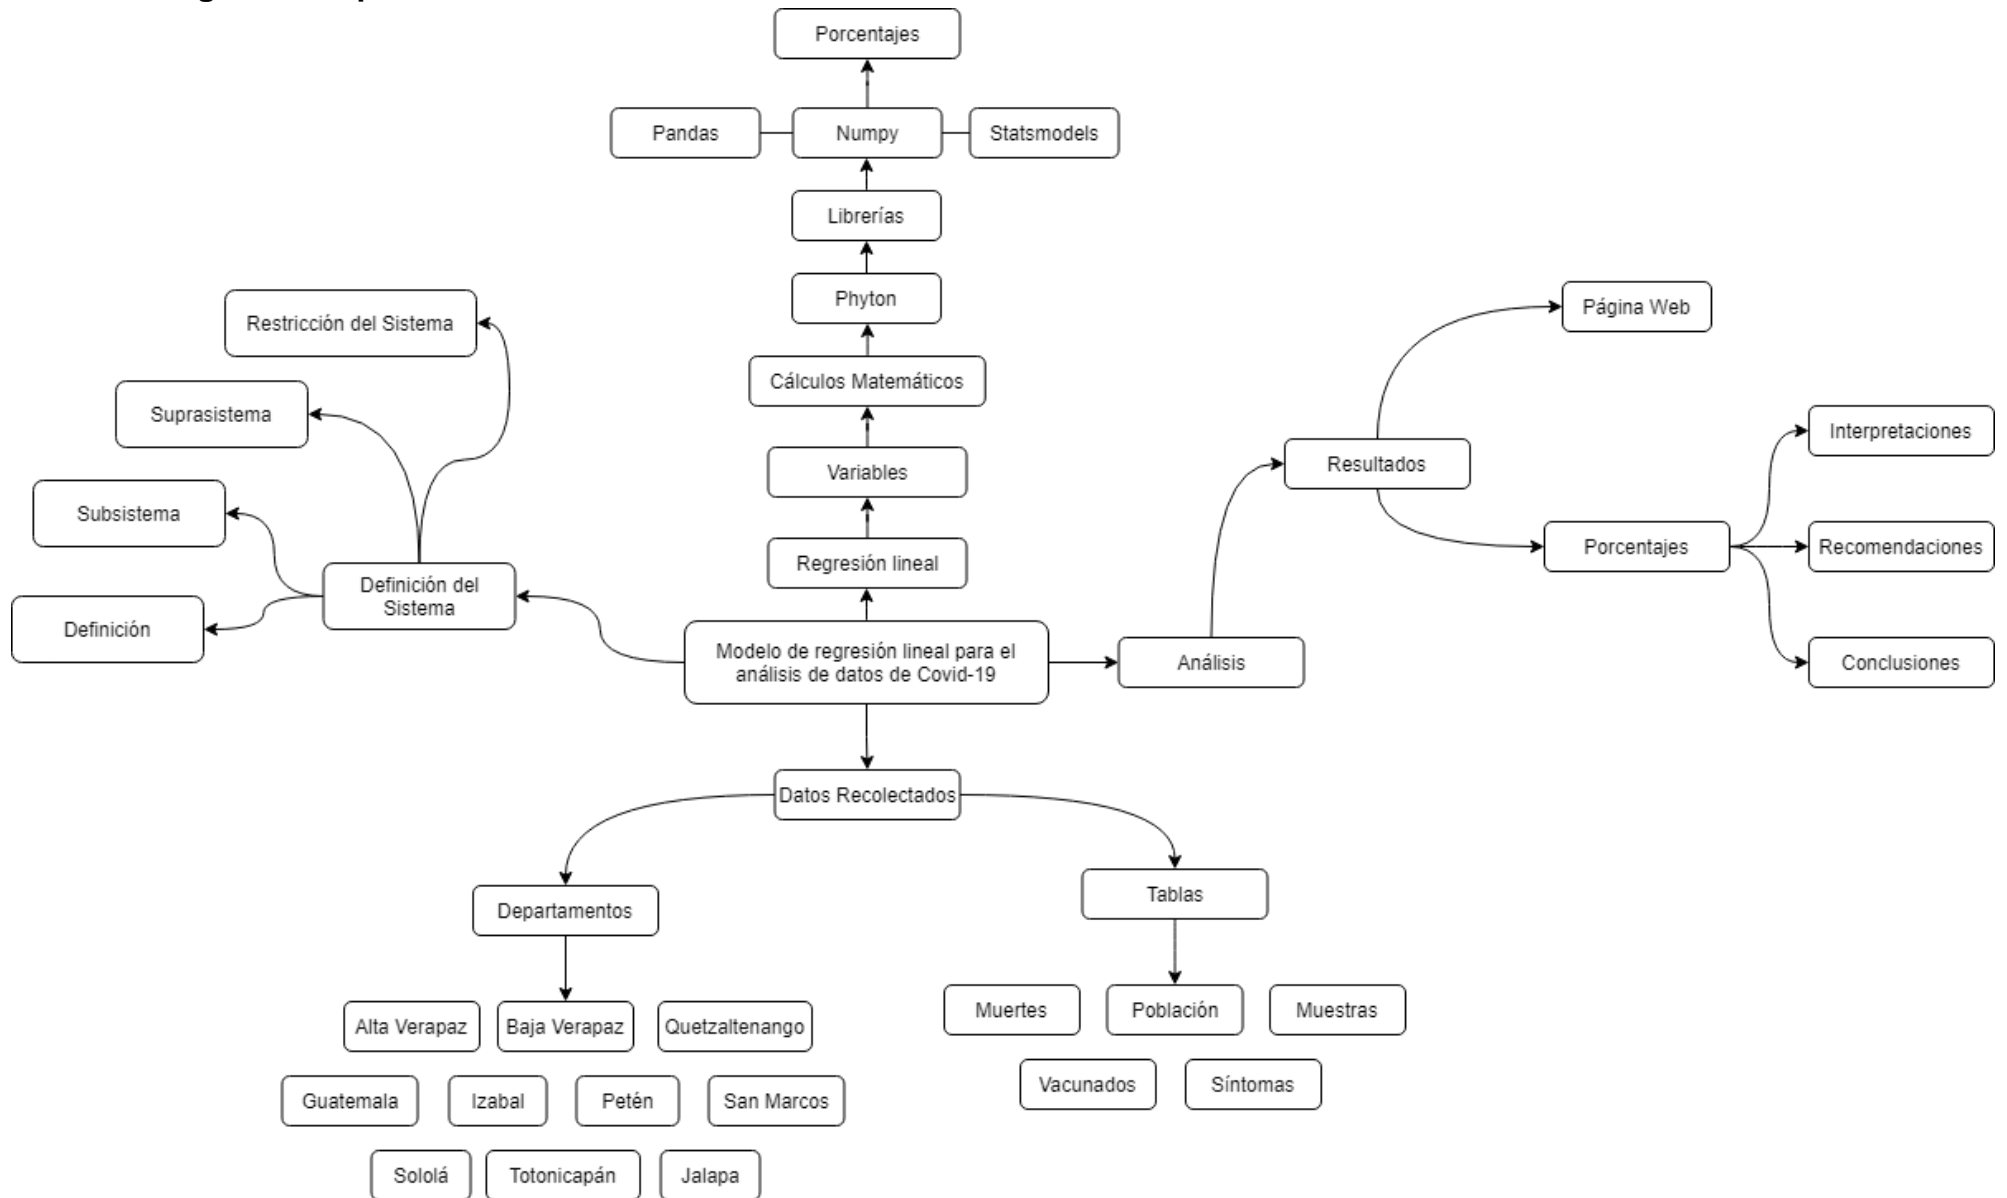 Porcentajes
Pandas
Numpy
Statsmodels
Librerías
Phyton
Cálculos Matemáticos
Variables
Regresión lineal
Modelo de regresión lineal para el
análisis de datos de Covid-19
Restricción del Sistema
Suprasistema
Subsistema
Definición
Definición del
Sistema
Análisis
Resultados
Página Web
Porcentajes
Interpretaciones
Recomendaciones
Conclusiones
Datos Recolectados
Departamentos
Alta Verapaz
Baja Verapaz
Quetzaltenango
Guatemala
Izabal
Petén
San Marcos
Sololá
Totonicapán
Jalapa
Tablas
Muertes
Población
Muestras
Vacunados
Síntomas